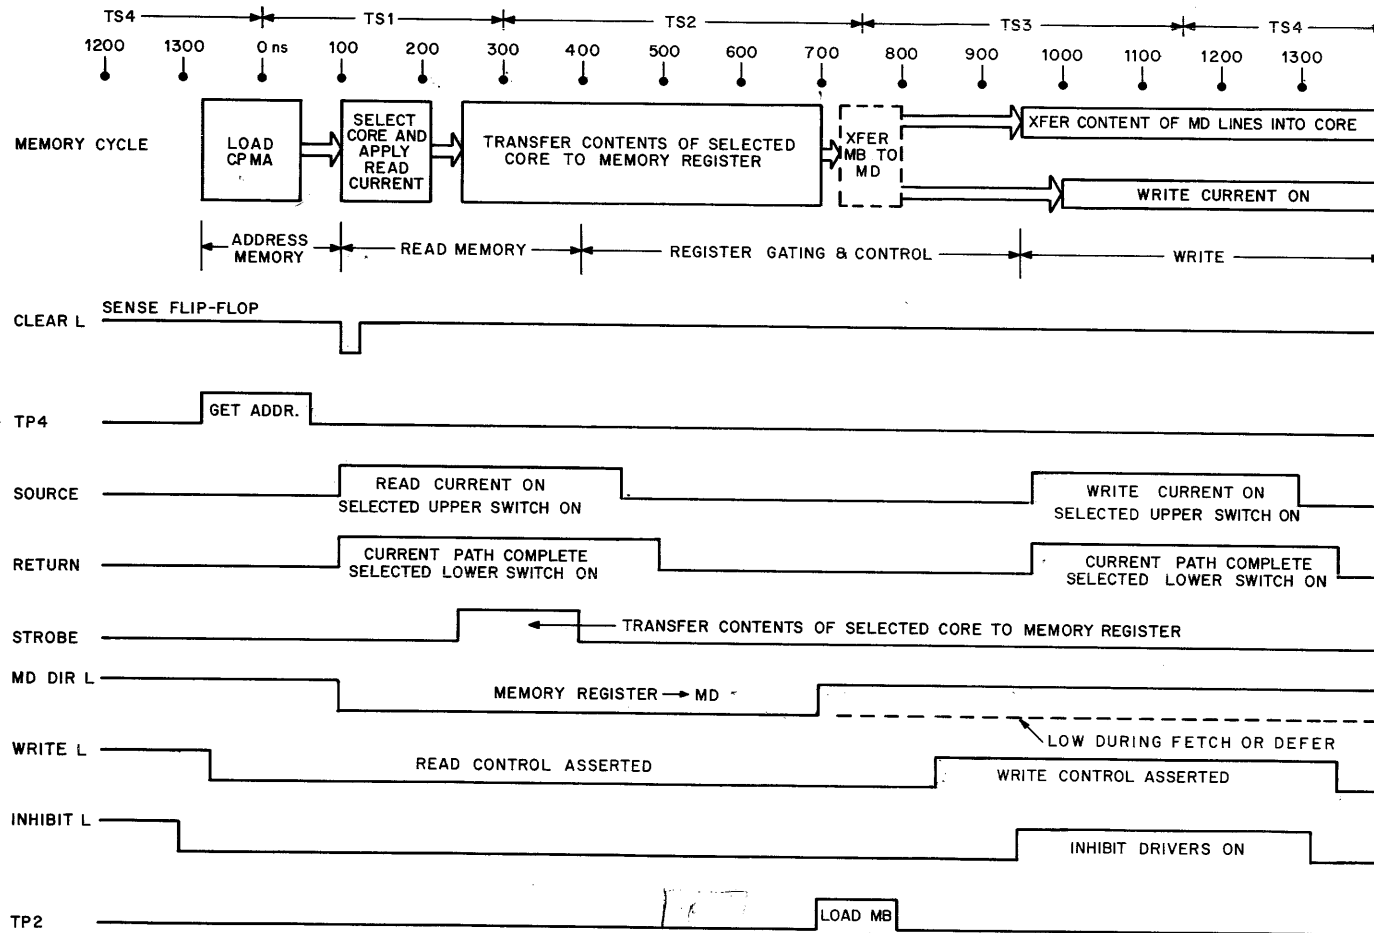 TS4 TS1 TS2 TS3 TS4
1200 1300 0 ns 100 200 300 400 500 600 700 800 900 1000 1100 1200 1300
MEMORY CYCLE
LOAD
CPMA
SELECT
CORE AND
APPLY
READ
CURRENT
TRANSFER CONTENTS OF SELECTED
CORE TO MEMORY REGISTER
XFER
MB TO
MD
XFER CONTENT OF MD LINES INTO CORE
WRITE CURRENT ON
ADDRESS
MEMORY
READ MEMORY
REGISTER GATING & CONTROL
WRITE
CLEAR L
SENSE FLIP-FLOP
TP4
GET ADDR.
SOURCE
READ CURRENT ON
SELECTED UPPER SWITCH ON
WRITE CURRENT ON
SELECTED UPPER SWITCH ON
RETURN
CURRENT PATH COMPLETE
SELECTED LOWER SWITCH ON
CURRENT PATH COMPLETE
SELECTED LOWER SWITCH ON
STROBE
TRANSFER CONTENTS OF SELECTED CORE TO MEMORY REGISTER
MD DIR L
MEMORY REGISTER → MD
LOW DURING FETCH OR DEFER
WRITE L
READ CONTROL ASSERTED
WRITE CONTROL ASSERTED
INHIBIT L
INHIBIT DRIVERS ON
TP2
LOAD MB